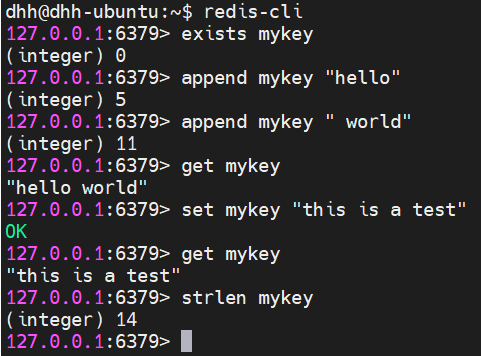 dhh@dhh-ubuntu:~$ redis-cli
127.0.0.1:6379> exists mykey
(integer) 0
127.0.0.1:6379> append mykey "hello"
(integer) 5
127.0.0.1:6379> append mykey " world"
(integer) 11
127.0.0.1:6379> get mykey
"hello world"
127.0.0.1:6379> set mykey "this is a test"
OK
127.0.0.1:6379> get mykey
"this is a test"
127.0.0.1:6379> strlen mykey
(integer) 14
127.0.0.1:6379>